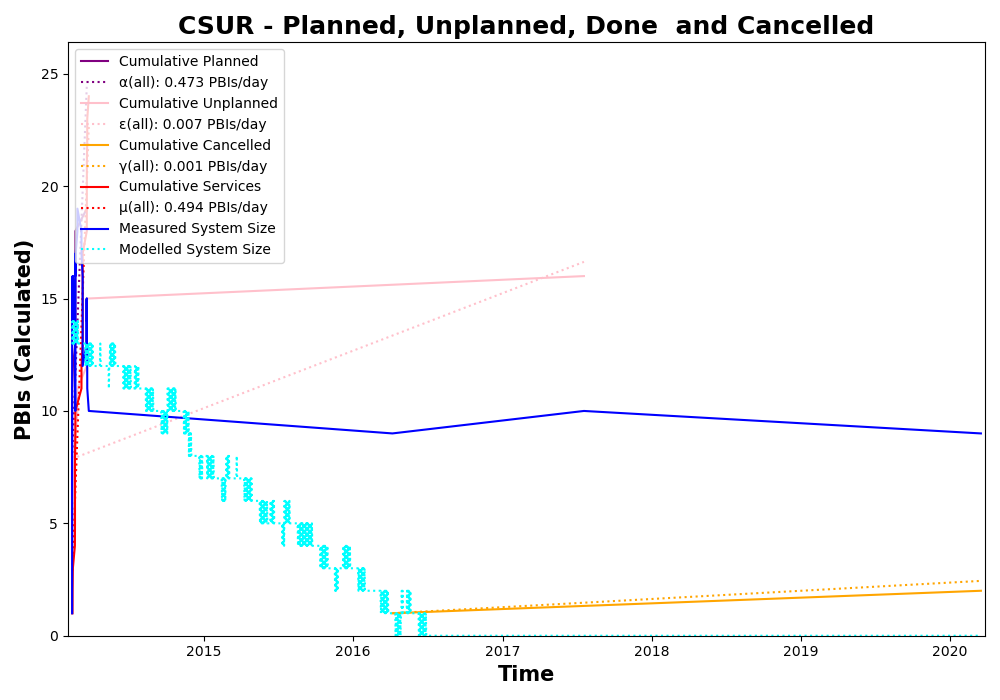 CSUR - Planned, Unplanned, Done  and Cancelled
Cumulative Planned
α(all): 0.473 PBIs/day
Cumulative Unplanned
ε(all): 0.007 PBIs/day
Cumulative Cancelled
γ(all): 0.001 PBIs/day
Cumulative Services
μ(all): 0.494 PBIs/day
Measured System Size
Modelled System Size
PBIs (Calculated)
25
20
15
10
5
0
2015 2016 2017 2018 2019 2020
Time